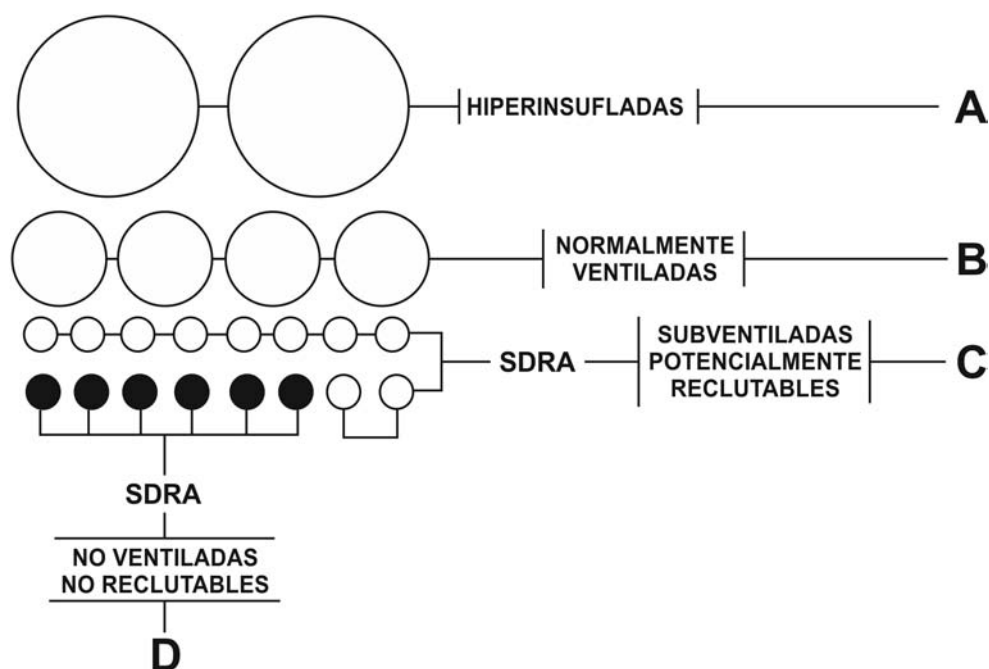 HIPERINSUFLADAS
A
NORMALMENTE
VENTILADAS
B
SDRA
SUBVENTILADAS
POTENCIALMENTE
RECLUTABLES
C
SDRA
NO VENTILADAS
NO RECLUTABLES
D